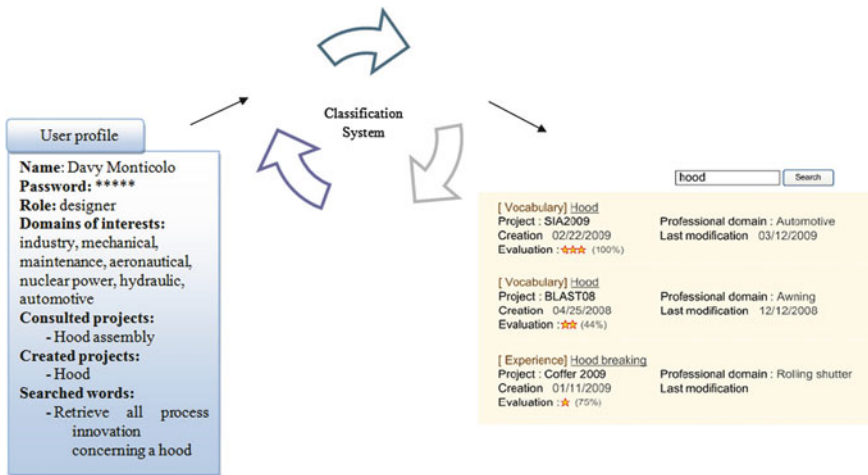 Classification
System
User profile
Name: Davy Monticolo
Password: *****
Role: designer
Domains of interests:
industry, mechanical,
maintenance, aeronautical,
nuclear power, hydraulic,
automotive
Consulted projects:
- Hood assembly
Created projects:
- Hood
Searched words:
- Retrieve all process
innovation
concerning a hood
hood Search
[ Vocabulary] Hood
Project : SIA2009 Professional domain : Automotive
Creation 02/22/2009 Last modification 03/12/2009
Evaluation : (100%)
[ Vocabulary] Hood
Project : BLAST08 Professional domain : Awning
Creation 04/25/2008 Last modification 12/12/2008
Evaluation : (44%)
[ Experience] Hood breaking
Project : Coffer 2009 Professional domain : Rolling shutter
Creation 01/11/2009 Last modification
Evaluation : (75%)